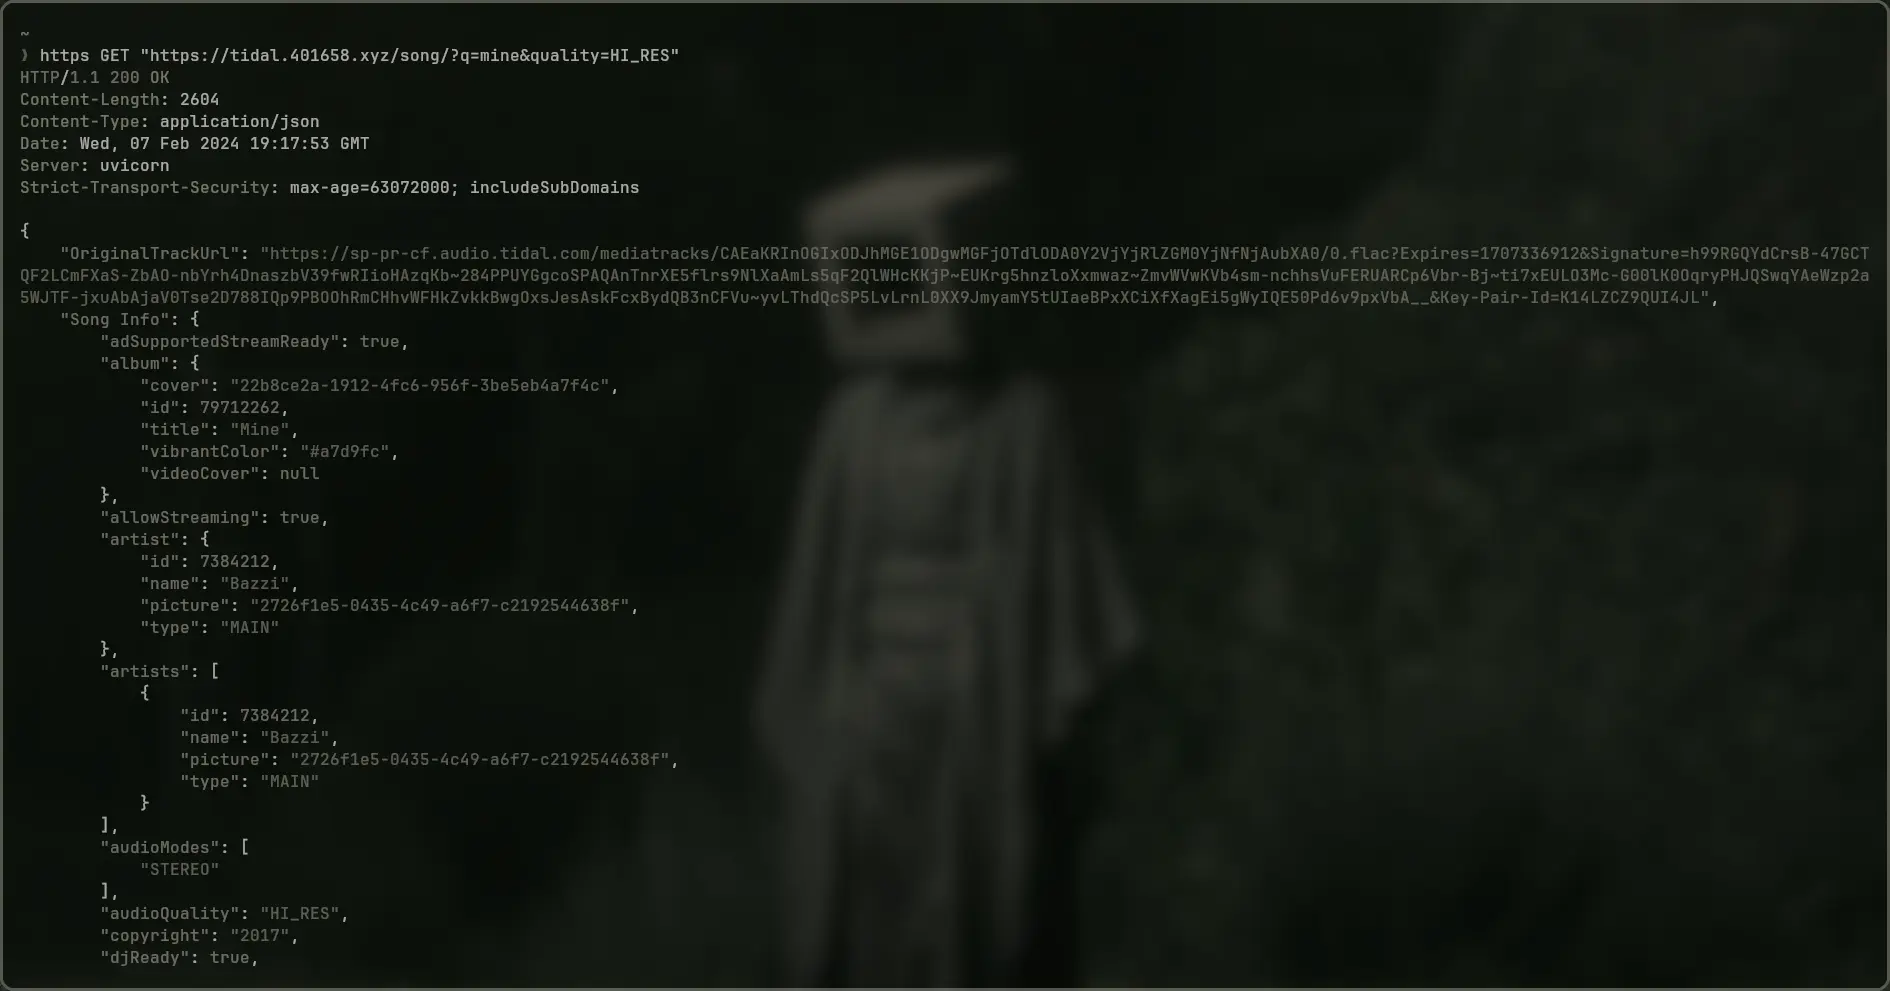 ~
❯ https GET "https://tidal.401658.xyz/song/?q=mine&quality=HI_RES"
HTTP/1.1 200 OK
Content-Length: 2604
Content-Type: application/json
Date: Wed, 07 Feb 2024 19:17:53 GMT
Server: uvicorn
Strict-Transport-Security: max-age=63072000; includeSubDomains
{
"OriginalTrackUrl": "https://sp-pr-cf.audio.tidal.com/mediatracks/CAEaKRInOGIxODJhMGE1ODgwMGFjOTdlODA0Y2VjYjRlZGM0YjNfNjAubXA0/0.flac?Expires=1707336912&Signature=h99RGQYdCrsB-47GCT
QF2LCmFXaS-ZbAO-nbYrh4DnaszbV39fwRIioHAzqKb~284PPUYGgcoSPAQAnTnrXE5flrs9NlXaAmLs5qF2QlWHcKKjP~EUKrg5hnzloXxmwaz~ZmvWVwKVb4sm-nchhsVuFERUARCp6Vbr-Bj~ti7xEULO3Mc-G00lK0OqryPHJQSwqYAeWzp2a
5WJTF-jxuAbAjaV0Tse2D788IQp9PBOOhRmCHhvWFHkZvkkBwgOxsJesAskFcxBydQB3nCFVu~yvLThdQcSP5LvLrnL0XX9JmyamY5tUIaeBPxXCiXfXagEi5gWyIQE50Pd6v9pxVbA__&Key-Pair-Id=K14LZCZ9QUI4JL",
"Song Info": {
"adSupportedStreamReady": true,
"album": {
"cover": "22b8ce2a-1912-4fc6-956f-3be5eb4a7f4c",
"id": 79712262,
"title": "Mine",
"vibrantColor": "#a7d9fc",
"videoCover": null
},
"allowStreaming": true,
"artist": {
"id": 7384212,
"name": "Bazzi",
"picture": "2726f1e5-0435-4c49-a6f7-c2192544638f",
"type": "MAIN"
},
"artists": [
{
"id": 7384212,
"name": "Bazzi",
"picture": "2726f1e5-0435-4c49-a6f7-c2192544638f",
"type": "MAIN"
}
],
"audioModes": [
"STEREO"
],
"audioQuality": "HI_RES",
"copyright": "2017",
"djReady": true,